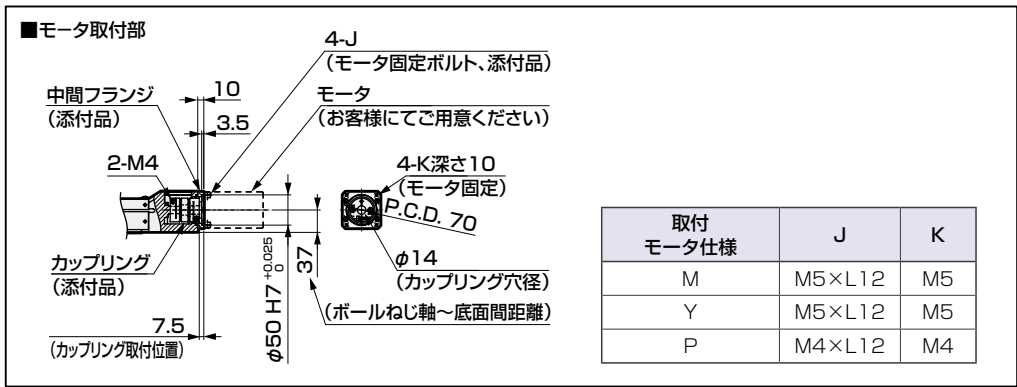 ■モータ取付部
4-J
(モータ固定ボルト、添付品)
10
中間フランジ
(添付品)
モータ
(お客様にてご用意ください)
3.5
2-M4
4-K深さ10
(モータ固定)
P.C.D. 70
カップリング
(添付品)
φ14
(カップリング穴径)
37
(ボールねじ軸〜底面間距離)
φ50 H7 +0.025 0
7.5
(カップリング取付位置)
取付
モータ仕様 J K
M M5×L12 M5
Y M5×L12 M5
P M4×L12 M4